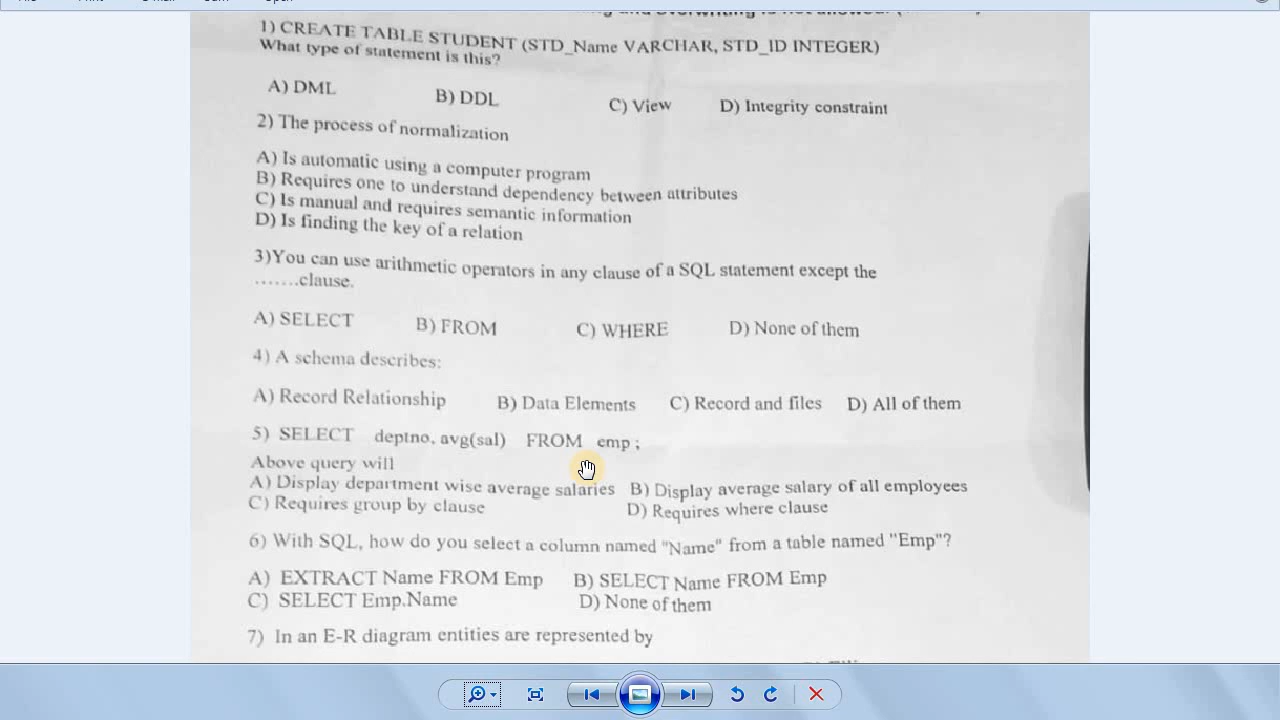 1) CREATE TABLE STUDENT (STD_Name VARCHAR, STD_ID INTEGER)
What type of statement is this?
A) DML B) DDL C) View D) Integrity constraint
2) The process of normalization
A) Is automatic using a computer program
B) Requires one to understand dependency between attributes
C) Is manual and requires semantic information
D) Is finding the key of a relation
3)You can use arithmetic operators in any clause of a SQL statement except the
.......clause.
A) SELECT B) FROM C) WHERE D) None of them
4) A schema describes:
A) Record Relationship B) Data Elements C) Record and files D) All of them
5) SELECT deptno, avg(sal) FROM emp ;
Above query will
A) Display department wise average salaries B) Display average salary of all employees
C) Requires group by clause D) Requires where clause
6) With SQL, how do you select a column named "Name" from a table named "Emp"?
A) EXTRACT Name FROM Emp B) SELECT Name FROM Emp
C) SELECT Emp.Name D) None of them
7) In an E-R diagram entities are represented by